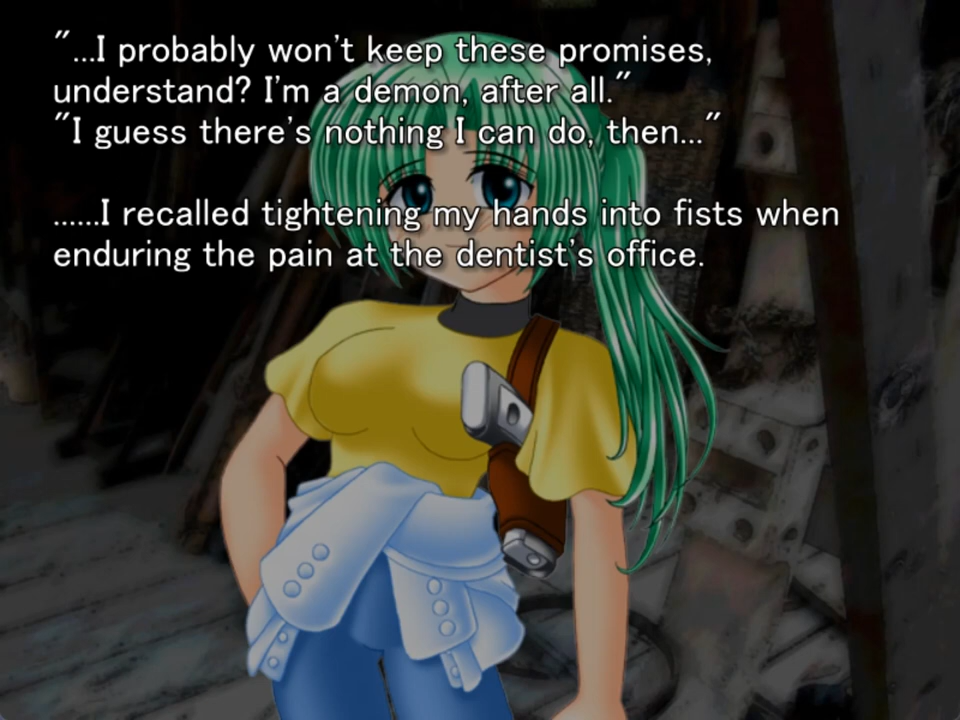 "...I probably won't keep these promises,
understand? I'm a demon, after all."
"I guess there's nothing I can do, then..."
......I recalled tightening my hands into fists when
enduring the pain at the dentist's office.